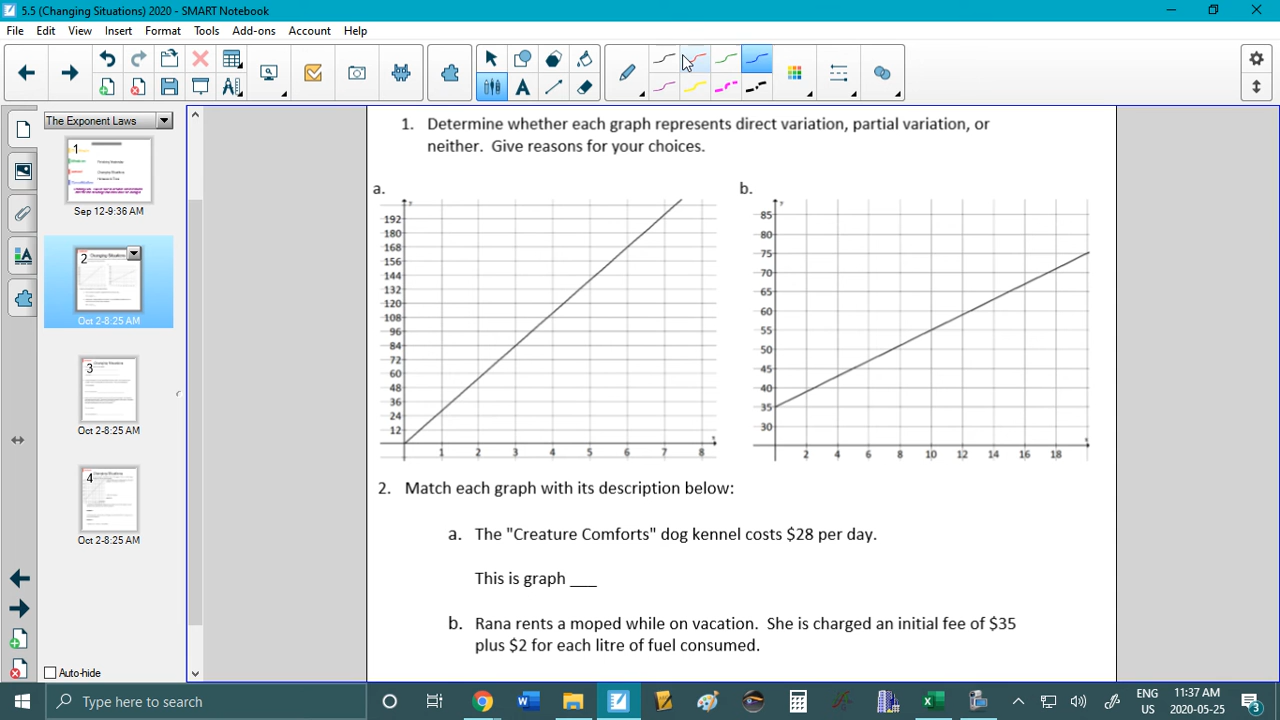 5.5 (Changing Situations) 2020 - SMART Notebook
File Edit View Insert Format Tools Add-ons Account Help
The Exponent Laws
1
Sep 12-9:36 AM
2
Oct 2-8:25 AM
3
Oct 2-8:25 AM
4
Oct 2-8:25 AM
Auto-hide
1. Determine whether each graph represents direct variation, partial variation, or
neither. Give reasons for your choices.
a.
192
180
168
156
144
132
120
108
96
84
72
60
48
36
24
12
1 2 3 4 5 6 7 8
b.
85
80
75
70
65
60
55
50
45
40
35
30
2 4 6 8 10 12 14 16 18
2. Match each graph with its description below:
a. The "Creature Comforts" dog kennel costs $28 per day.
This is graph ___
b. Rana rents a moped while on vacation. She is charged an initial fee of $35
plus $2 for each litre of fuel consumed.
Type here to search
ENG
US
11:37 AM
2020-05-25
3